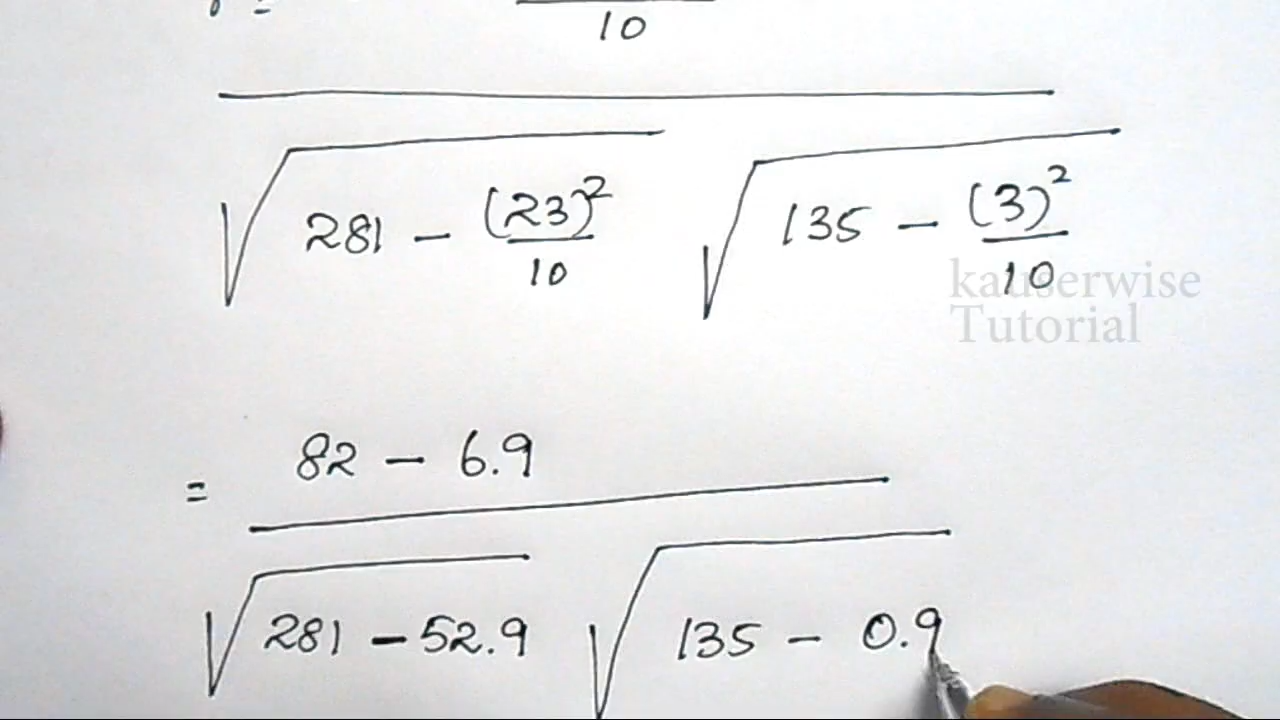 10
√281 - (23)²/10 √135 - (3)²/10
kauserwise
Tutorial
= 82 - 6.9
√281 - 52.9 √135 - 0.9